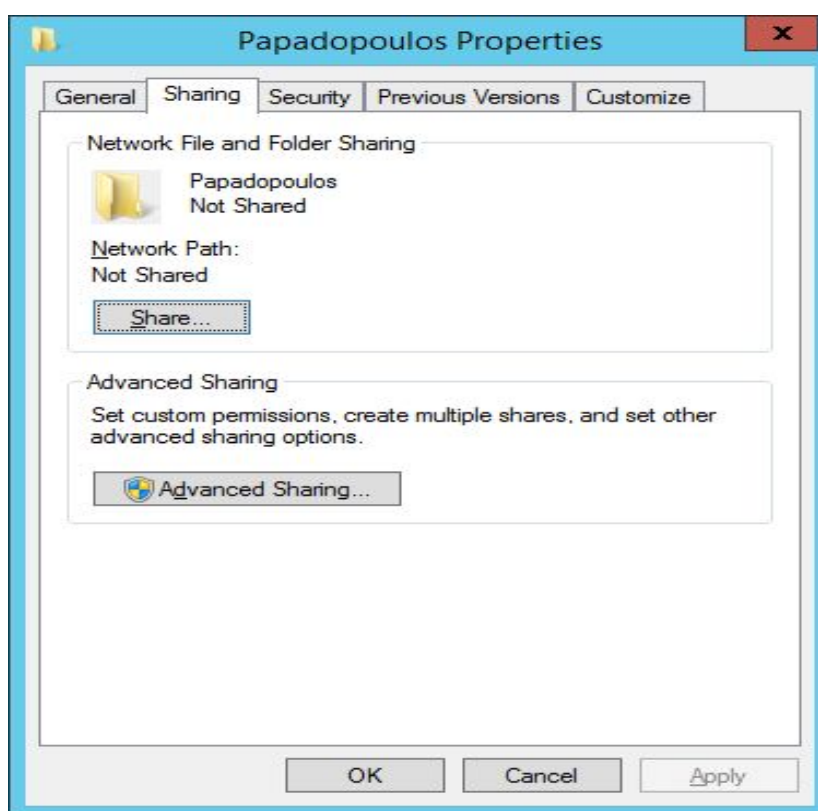 Papadopoulos Properties
x
General Sharing Security Previous Versions Customize
Network File and Folder Sharing
Papadopoulos
Not Shared
Network Path:
Not Shared
Share...
Advanced Sharing
Set custom permissions, create multiple shares, and set other
advanced sharing options.
Advanced Sharing...
OK Cancel Apply